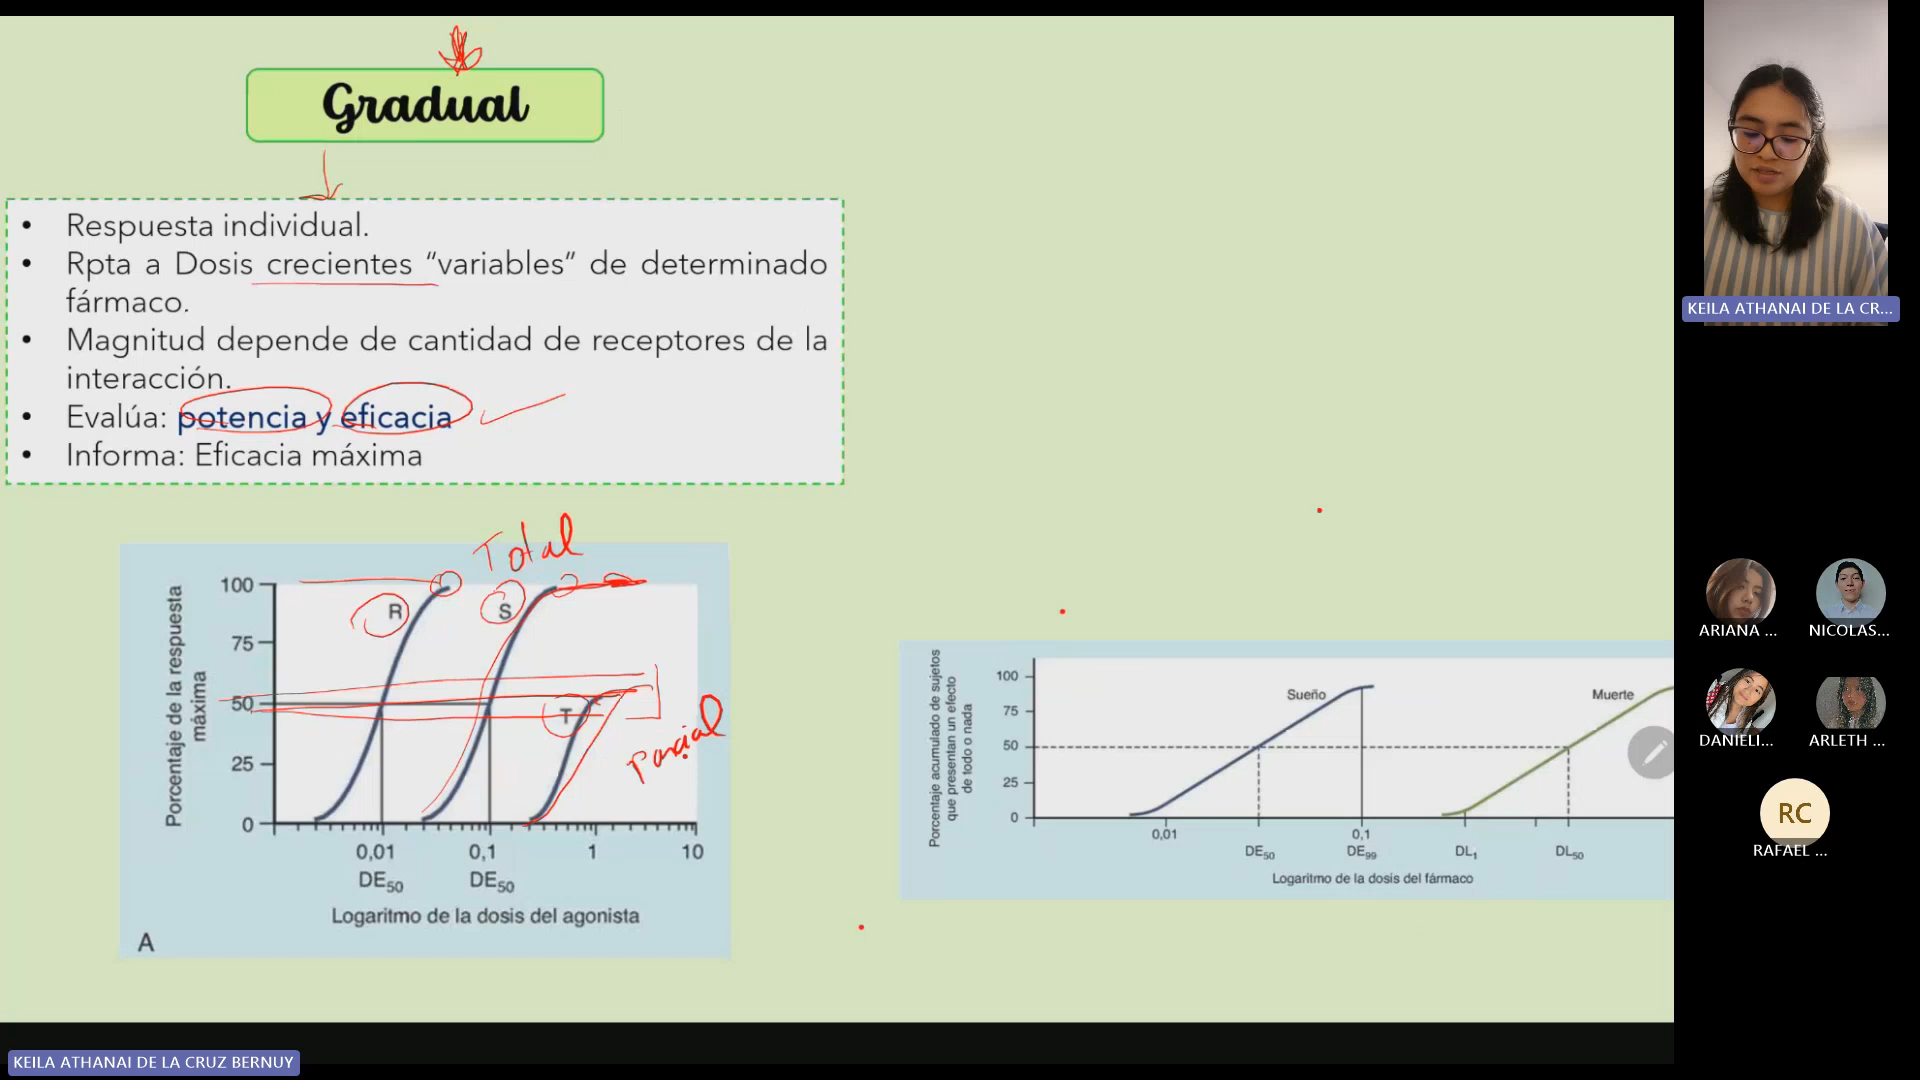 Gradual
• Respuesta individual.
• Rpta a Dosis crecientes “variables” de determinado
fármaco.
• Magnitud depende de cantidad de receptores de la
interacción.
• Evalúa: potencia y eficacia
• Informa: Eficacia máxima
Total
Parcial
Porcentaje de la respuesta
máxima
100
75
50
25
0
R
S
T
0,01
0,1
1
10
DE50
DE50
Logaritmo de la dosis del agonista
A
Porcentaje acumulado de sujetos
que presentan un efecto
de todo o nada
100
75
50
25
0
Sueño
Muerte
0,01
0,1
DE50
DE99
DL1
DL50
Logaritmo de la dosis del fármaco
KEILA ATHANAI DE LA CR...
ARIANA ...
NICOLAS...
DANIELI...
ARLETH ...
RC
RAFAEL ...
KEILA ATHANAI DE LA CRUZ BERNUY